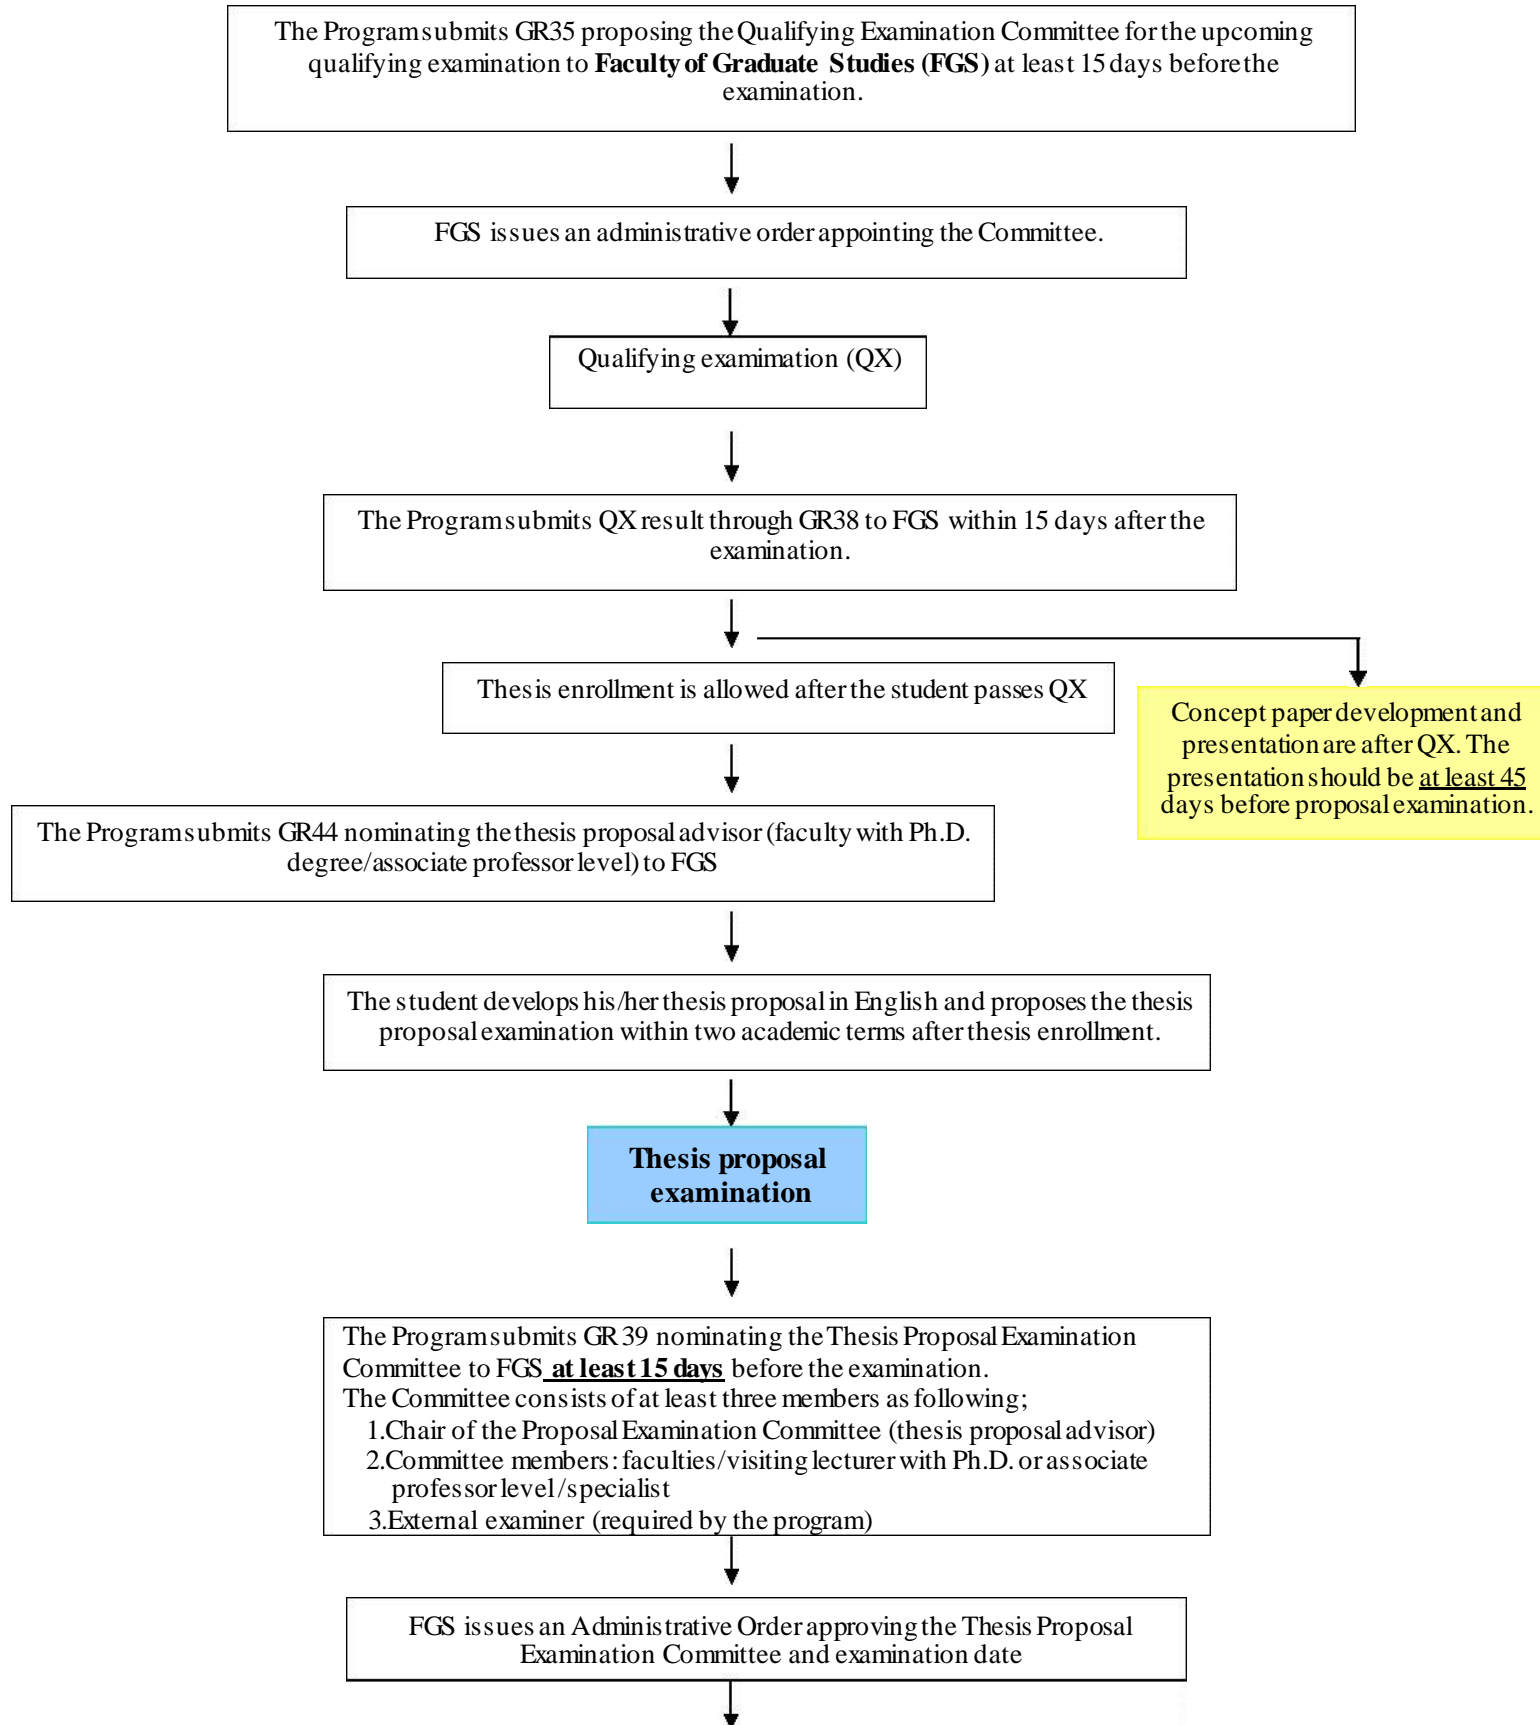 The Program submits GR35 proposing the Qualifying Examination Committee for the upcoming
qualifying examination to Faculty of Graduate Studies (FGS) at least 15 days before the
examination.
FGS issues an administrative order appointing the Committee.
Qualifying examimation (QX)
The Program submits QX result through GR38 to FGS within 15 days after the
examination.
Thesis enrollment is allowed after the student passes QX
Concept paper development and
presentation are after QX. The
presentation should be at least 45
days before proposal examination.
The Program submits GR44 nominating the thesis proposal advisor (faculty with Ph.D.
degree/associate professor level) to FGS
The student develops his/her thesis proposal in English and proposes the thesis
proposal examination within two academic terms after thesis enrollment.
Thesis proposal
examination
The Program submits GR 39 nominating the Thesis Proposal Examination
Committee to FGS at least 15 days before the examination.
The Committee consists of at least three members as following;
1.Chair of the Proposal Examination Committee (thesis proposal advisor)
2.Committee members: faculties/visiting lecturer with Ph.D. or associate
professor level/specialist
3.External examiner (required by the program)
FGS issues an Administrative Order approving the Thesis Proposal
Examination Committee and examination date